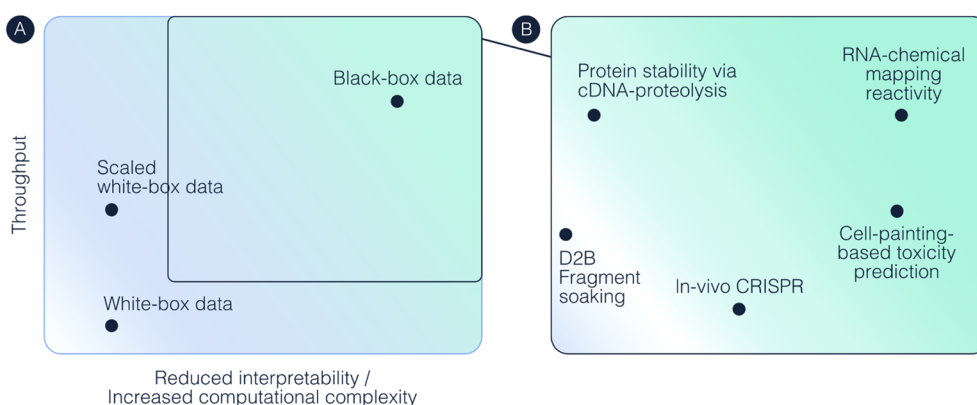 A
Throughput
Black-box data
Scaled
white-box data
White-box data
Reduced interpretability /
Increased computational complexity
B
Protein stability via
cDNA-proteolysis
RNA-chemical
mapping
reactivity
D2B
Fragment
soaking
In-vivo CRISPR
Cell-painting-
based toxicity
prediction